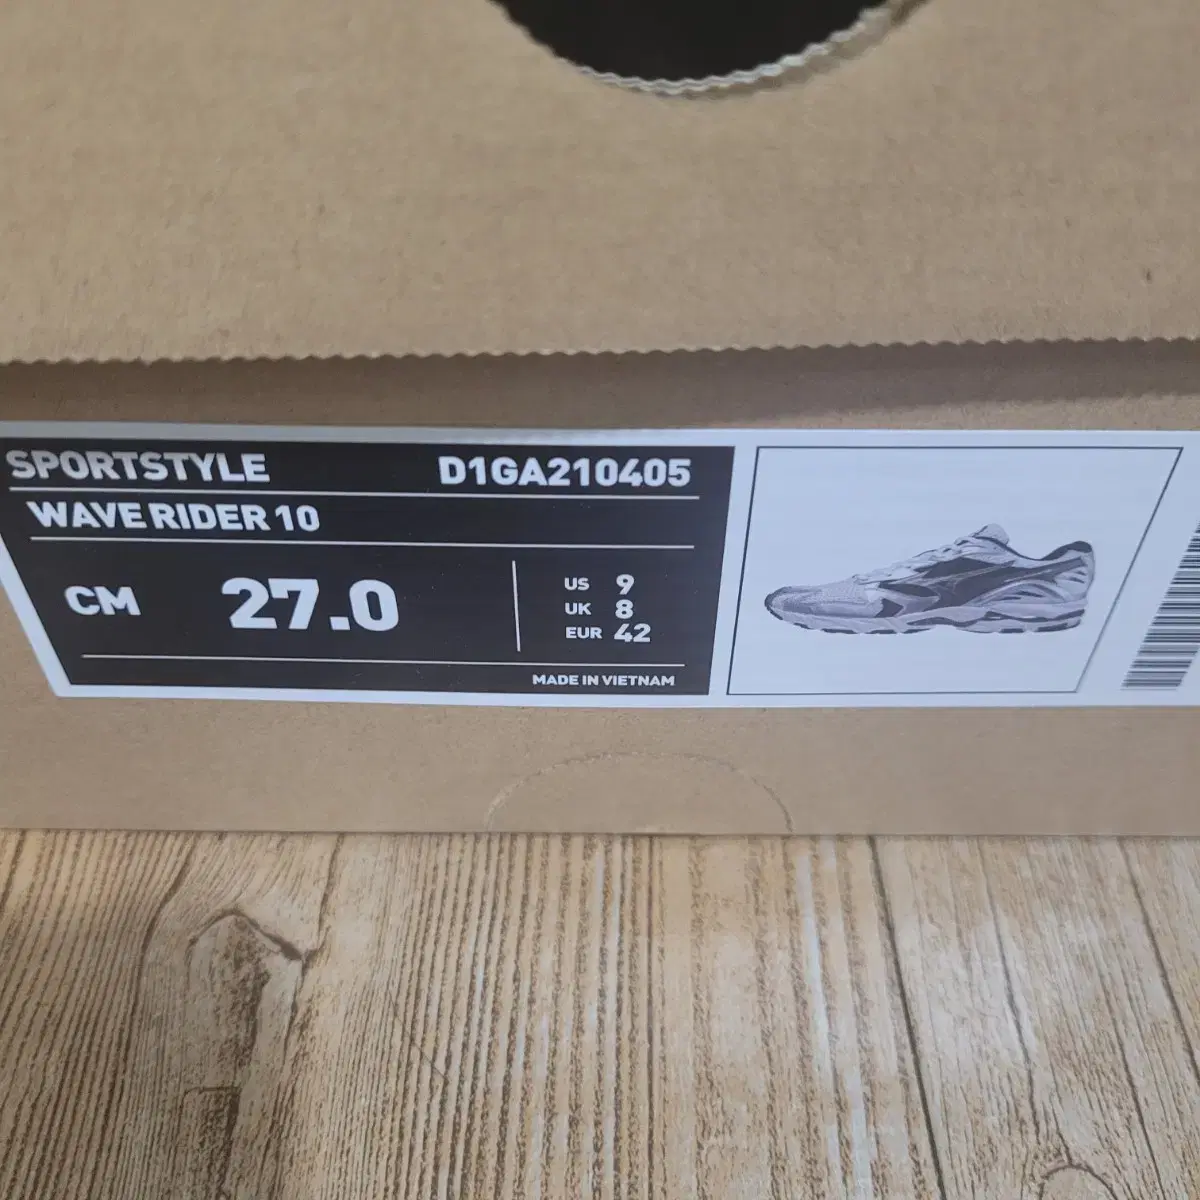 SPORTSTYLE D1GA210405
WAVE RIDER 10
CM 27.0
US 9
UK 8
EUR 42
MADE IN VIETNAM